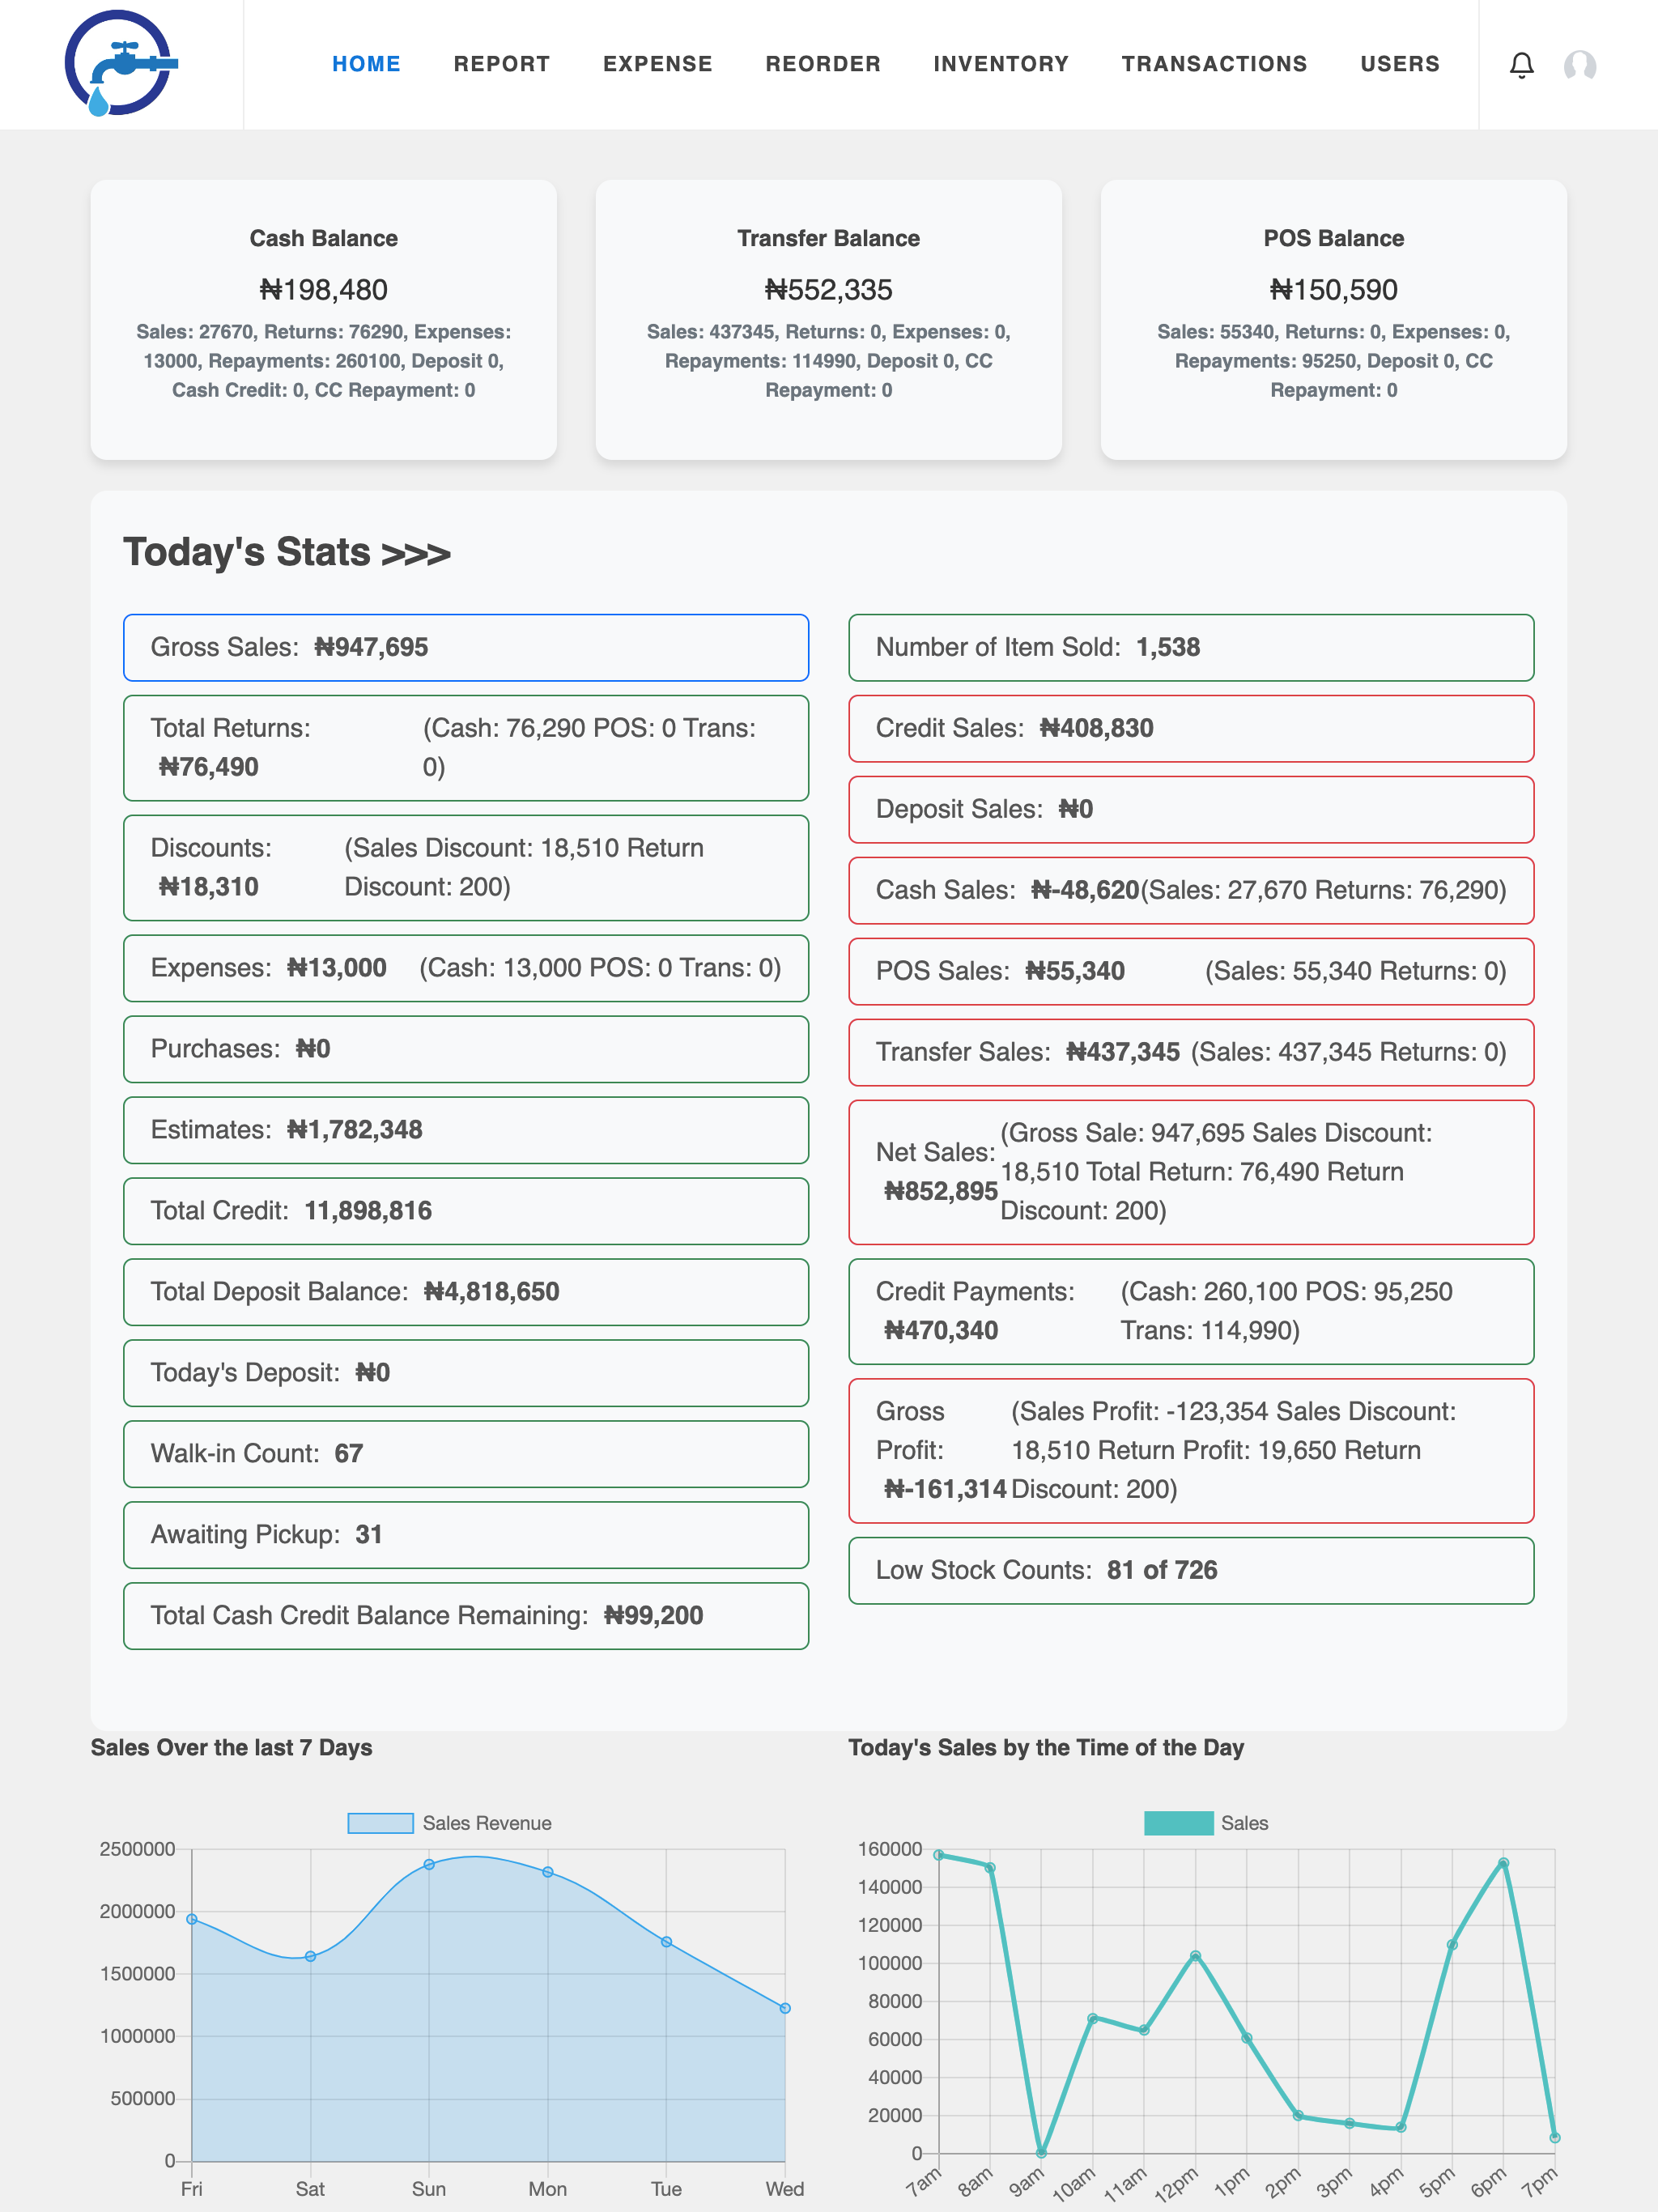 HOME REPORT EXPENSE REORDER INVENTORY TRANSACTIONS USERS
Cash Balance
₦198,480
Sales: 27670, Returns: 76290, Expenses:
13000, Repayments: 260100, Deposit 0,
Cash Credit: 0, CC Repayment: 0
Transfer Balance
₦552,335
Sales: 437345, Returns: 0, Expenses: 0,
Repayments: 114990, Deposit 0, CC
Repayment: 0
POS Balance
₦150,590
Sales: 55340, Returns: 0, Expenses: 0,
Repayments: 95250, Deposit 0, CC
Repayment: 0
Today's Stats >>>
Gross Sales: ₦947,695
Total Returns: (Cash: 76,290 POS: 0 Trans:
₦76,490 0)
Discounts: (Sales Discount: 18,510 Return
₦18,310 Discount: 200)
Expenses: ₦13,000 (Cash: 13,000 POS: 0 Trans: 0)
Purchases: ₦0
Estimates: ₦1,782,348
Total Credit: 11,898,816
Total Deposit Balance: ₦4,818,650
Today's Deposit: ₦0
Walk-in Count: 67
Awaiting Pickup: 31
Total Cash Credit Balance Remaining: ₦99,200
Number of Item Sold: 1,538
Credit Sales: ₦408,830
Deposit Sales: ₦0
Cash Sales: ₦-48,620(Sales: 27,670 Returns: 76,290)
POS Sales: ₦55,340 (Sales: 55,340 Returns: 0)
Transfer Sales: ₦437,345 (Sales: 437,345 Returns: 0)
Net Sales: ₦852,895
(Gross Sale: 947,695 Sales Discount:
18,510 Total Return: 76,490 Return
Discount: 200)
Credit Payments: (Cash: 260,100 POS: 95,250
₦470,340 Trans: 114,990)
Gross (Sales Profit: -123,354 Sales Discount:
Profit: 18,510 Return Profit: 19,650 Return
₦-161,314 Discount: 200)
Low Stock Counts: 81 of 726
Sales Over the last 7 Days
Sales Revenue
2500000
2000000
1500000
1000000
500000
0
Fri Sat Sun Mon Tue Wed
Today's Sales by the Time of the Day
Sales
160000
140000
120000
100000
80000
60000
40000
20000
0
7am 8am 9am 10am 11am 12pm 1pm 2pm 3pm 4pm 5pm 6pm 7pm